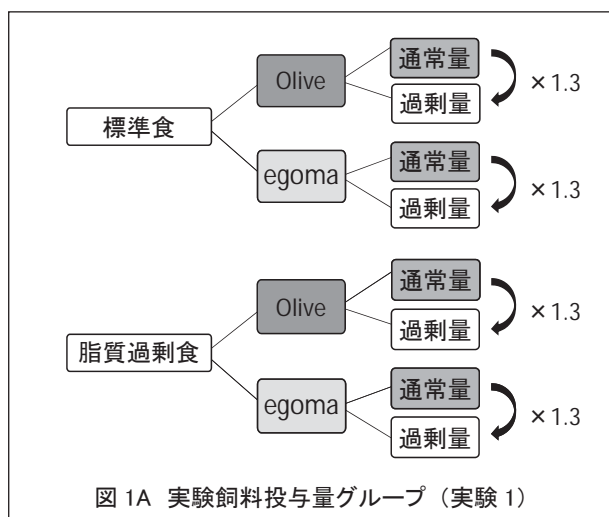 Olive
通常量
過剰量
×1.3
標準食
egoma
通常量
過剰量
×1.3
Olive
通常量
過剰量
×1.3
脂質過剰食
egoma
通常量
過剰量
×1.3
図 1A 実験飼料投与量グループ（実験 1）